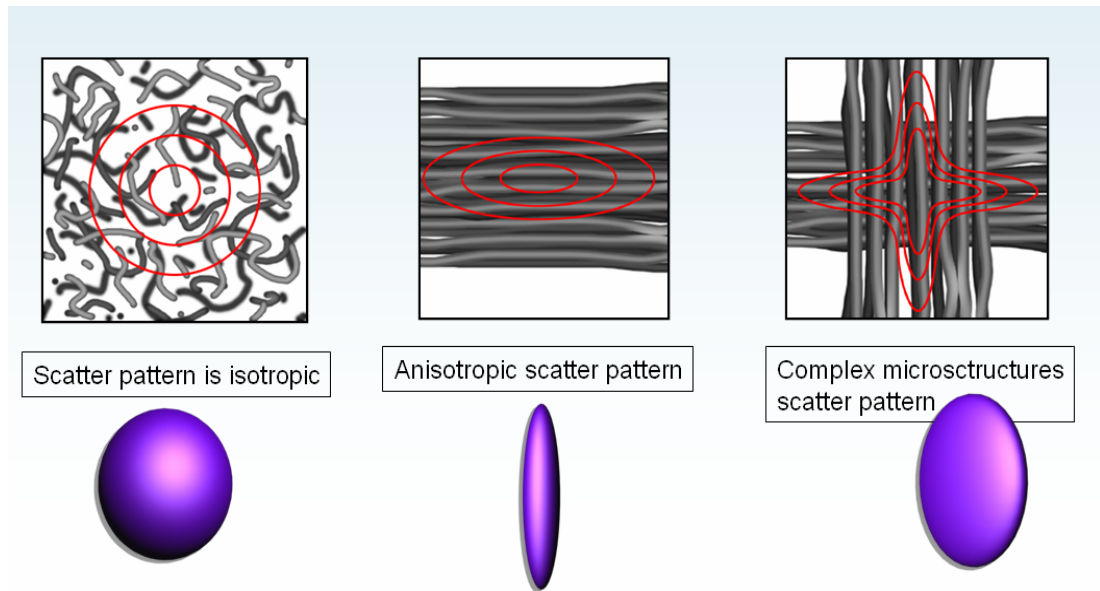 Scatter pattern is isotropic
Anisotropic scatter pattern
Complex microsctructures
scatter pattern